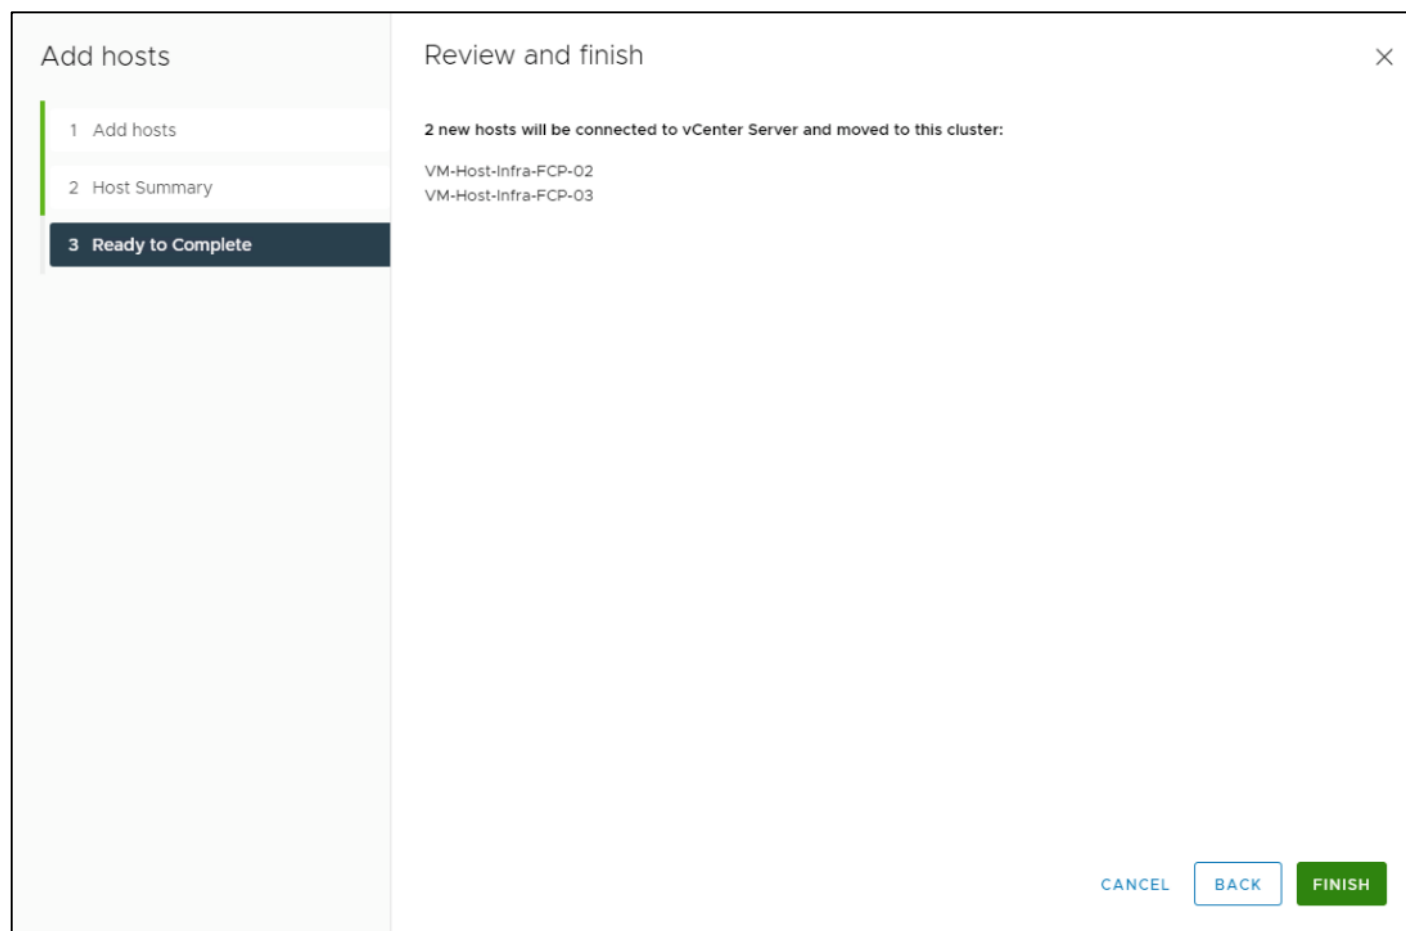 Add hosts
1 Add hosts
2 Host Summary
3 Ready to Complete
Review and finish
2 new hosts will be connected to vCenter Server and moved to this cluster:
VM-Host-Infra-FCP-02
VM-Host-Infra-FCP-03
CANCEL
BACK
FINISH